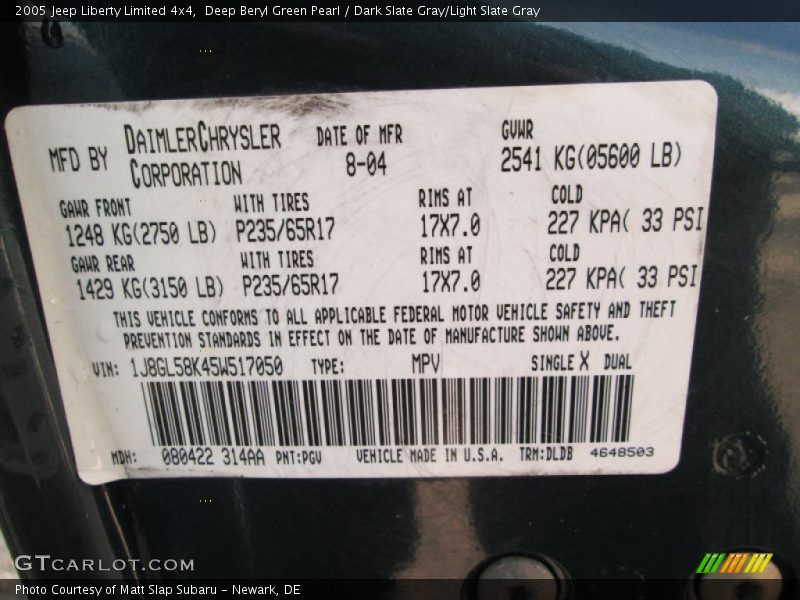 2005 Jeep Liberty Limited 4x4,  Deep Beryl Green Pearl / Dark Slate Gray/Light Slate Gray
MFD BY DAIMLERCHRYSLER CORPORATION DATE OF MFR 8-04 GVWR 2541 KG(05600 LB)
GAWR FRONT WITH TIRES RIMS AT COLD
1248 KG(2750 LB) P235/65R17 17X7.0 227 KPA( 33 PSI
GAWR REAR WITH TIRES RIMS AT COLD
1429 KG(3150 LB) P235/65R17 17X7.0 227 KPA( 33 PSI
THIS VEHICLE CONFORMS TO ALL APPLICABLE FEDERAL MOTOR VEHICLE SAFETY AND THEFT
PREVENTION STANDARDS IN EFFECT ON THE DATE OF MANUFACTURE SHOWN ABOVE.
VIN: 1J8GL58K45W517050 TYPE: MPV SINGLE X DUAL
MDH: 080422 314AA PNT:PGV VEHICLE MADE IN U.S.A. TRM:DLDB 4648503
GTCARLOT.COM
Photo Courtesy of Matt Slap Subaru - Newark, DE